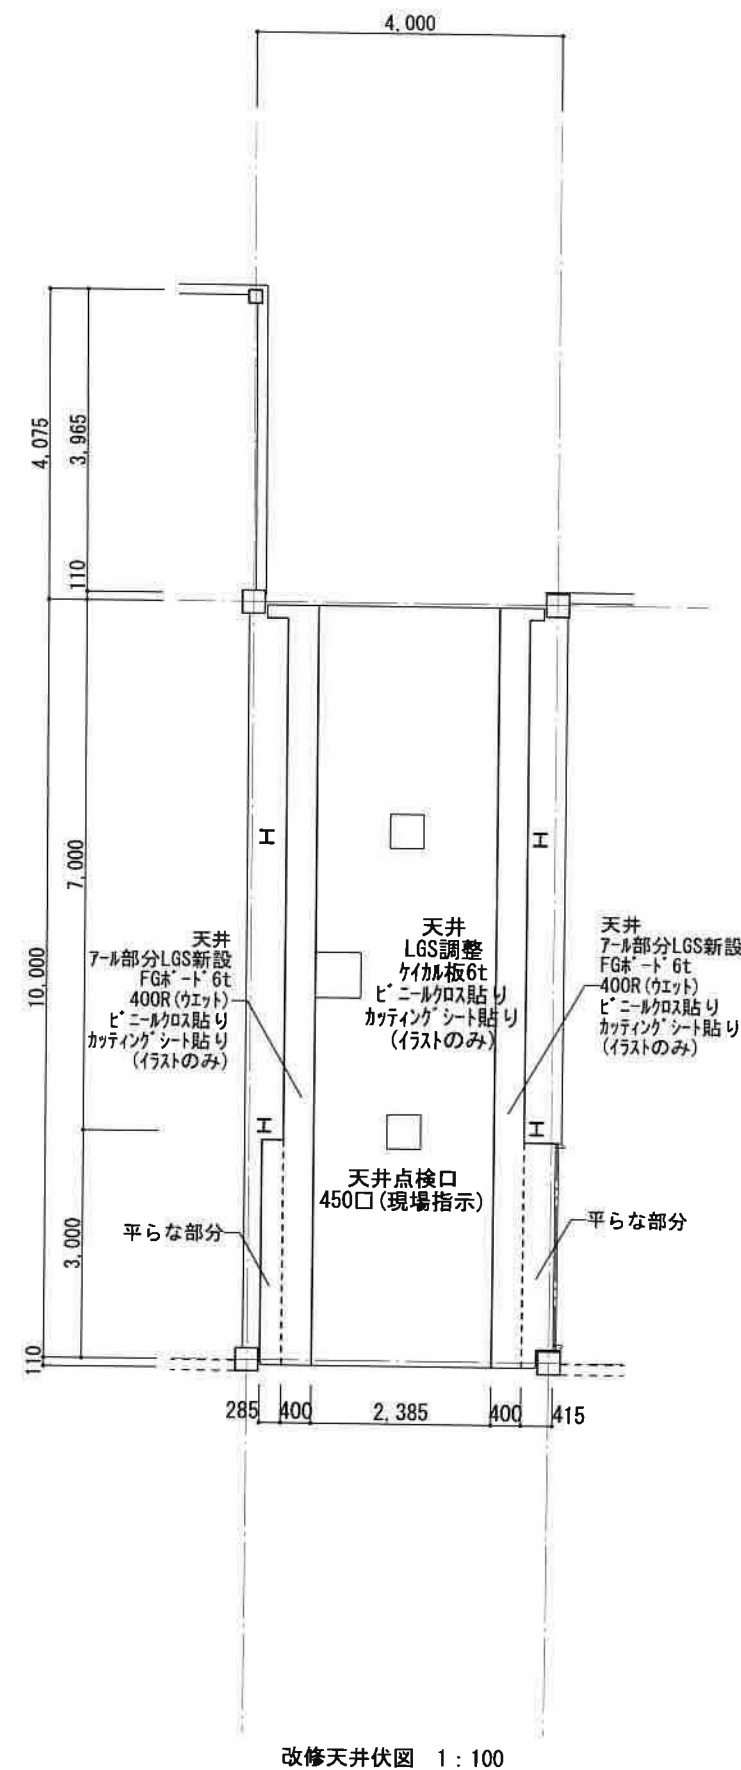 4,000
4,075
3,965
110
10,000
7,000
天井
アール部分LGS新設
FGボード6t
400R(ウエット)
ビニールクロス貼り
カッティングシート貼り
(イラストのみ)
天井
LGS調整
ケイカル板6t
ビニールクロス貼り
カッティングシート貼り
(イラストのみ)
天井
アール部分LGS新設
FGボード6t
400R(ウエット)
ビニールクロス貼り
カッティングシート貼り
(イラストのみ)
天井点検口
450口(現場指示)
平らな部分
平らな部分
3,000
110
285 400 2,385 400 415
改修天井伏図 1:100